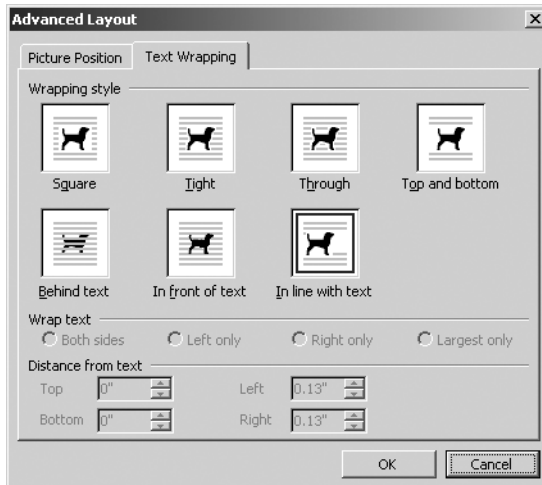 Advanced Layout
Picture Position Text Wrapping
Wrapping style
Square Tight Through Top and bottom
Behind text In front of text In line with text
Wrap text
Both sides Left only Right only Largest only
Distance from text
Top 0" Left 0.13"
Bottom 0" Right 0.13"
OK Cancel